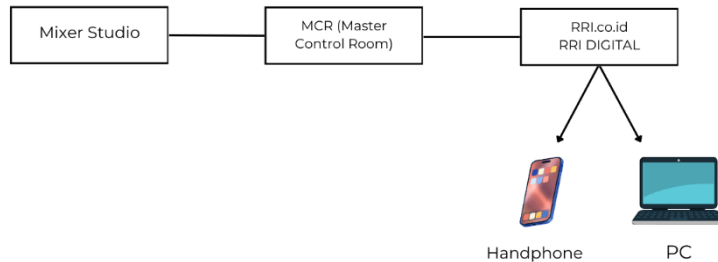 Mixer Studio
MCR (Master
Control Room)
RRI.co.id
RRI DIGITAL
Handphone
PC